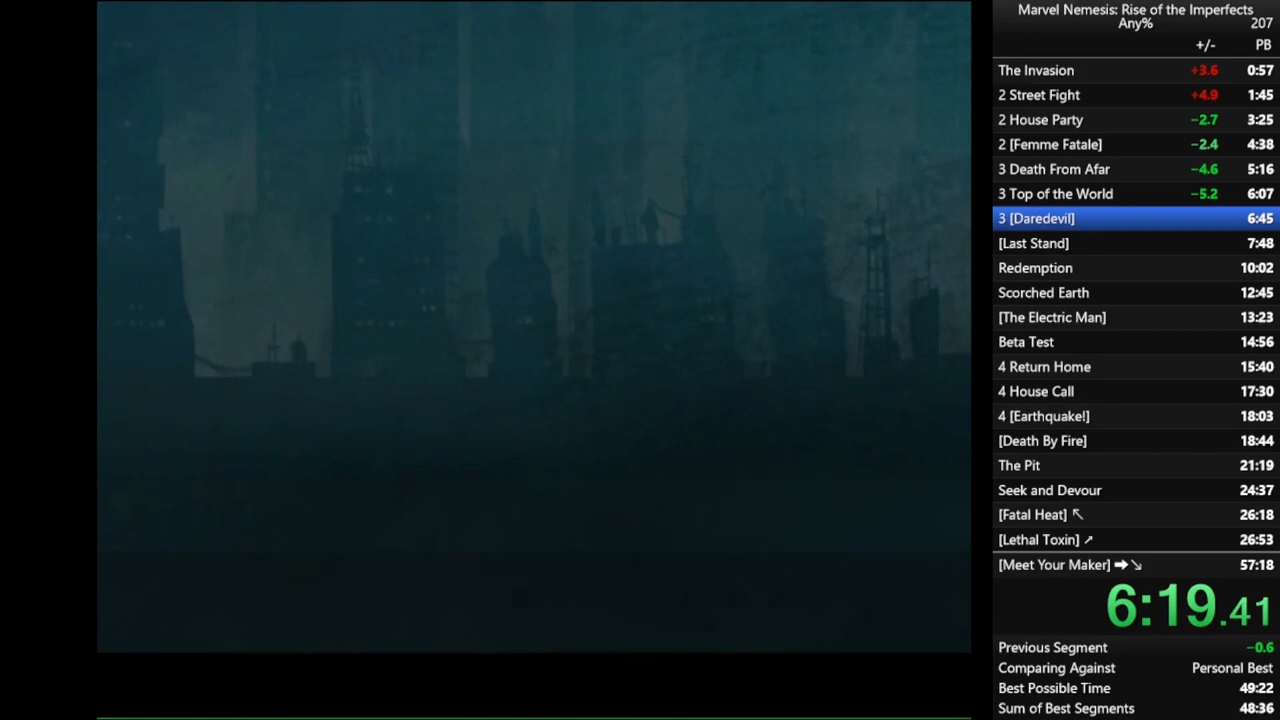 Marvel Nemesis: Rise of the Imperfects
Any% 207
+/- PB
The Invasion +3.6 0:57
2 Street Fight +4.9 1:45
2 House Party −2.7 3:25
2 [Femme Fatale] −2.4 4:38
3 Death From Afar −4.6 5:16
3 Top of the World −5.2 6:07
3 [Daredevil] 6:45
[Last Stand] 7:48
Redemption 10:02
Scorched Earth 12:45
[The Electric Man] 13:23
Beta Test 14:56
4 Return Home 15:40
4 House Call 17:30
4 [Earthquake!] 18:03
[Death By Fire] 18:44
The Pit 21:19
Seek and Devour 24:37
[Fatal Heat] ↖ 26:18
[Lethal Toxin] ↗ 26:53
[Meet Your Maker] ➡↘ 57:18
6:19.41
Previous Segment −0.6
Comparing Against Personal Best
Best Possible Time 49:22
Sum of Best Segments 48:36